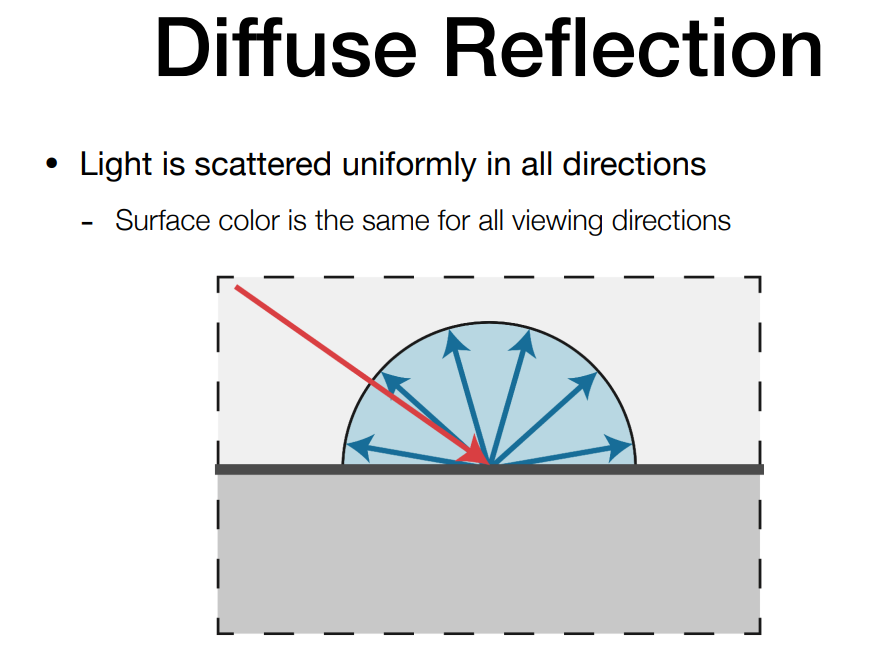 Diffuse Reflection
• Light is scattered uniformly in all directions
- Surface color is the same for all viewing directions